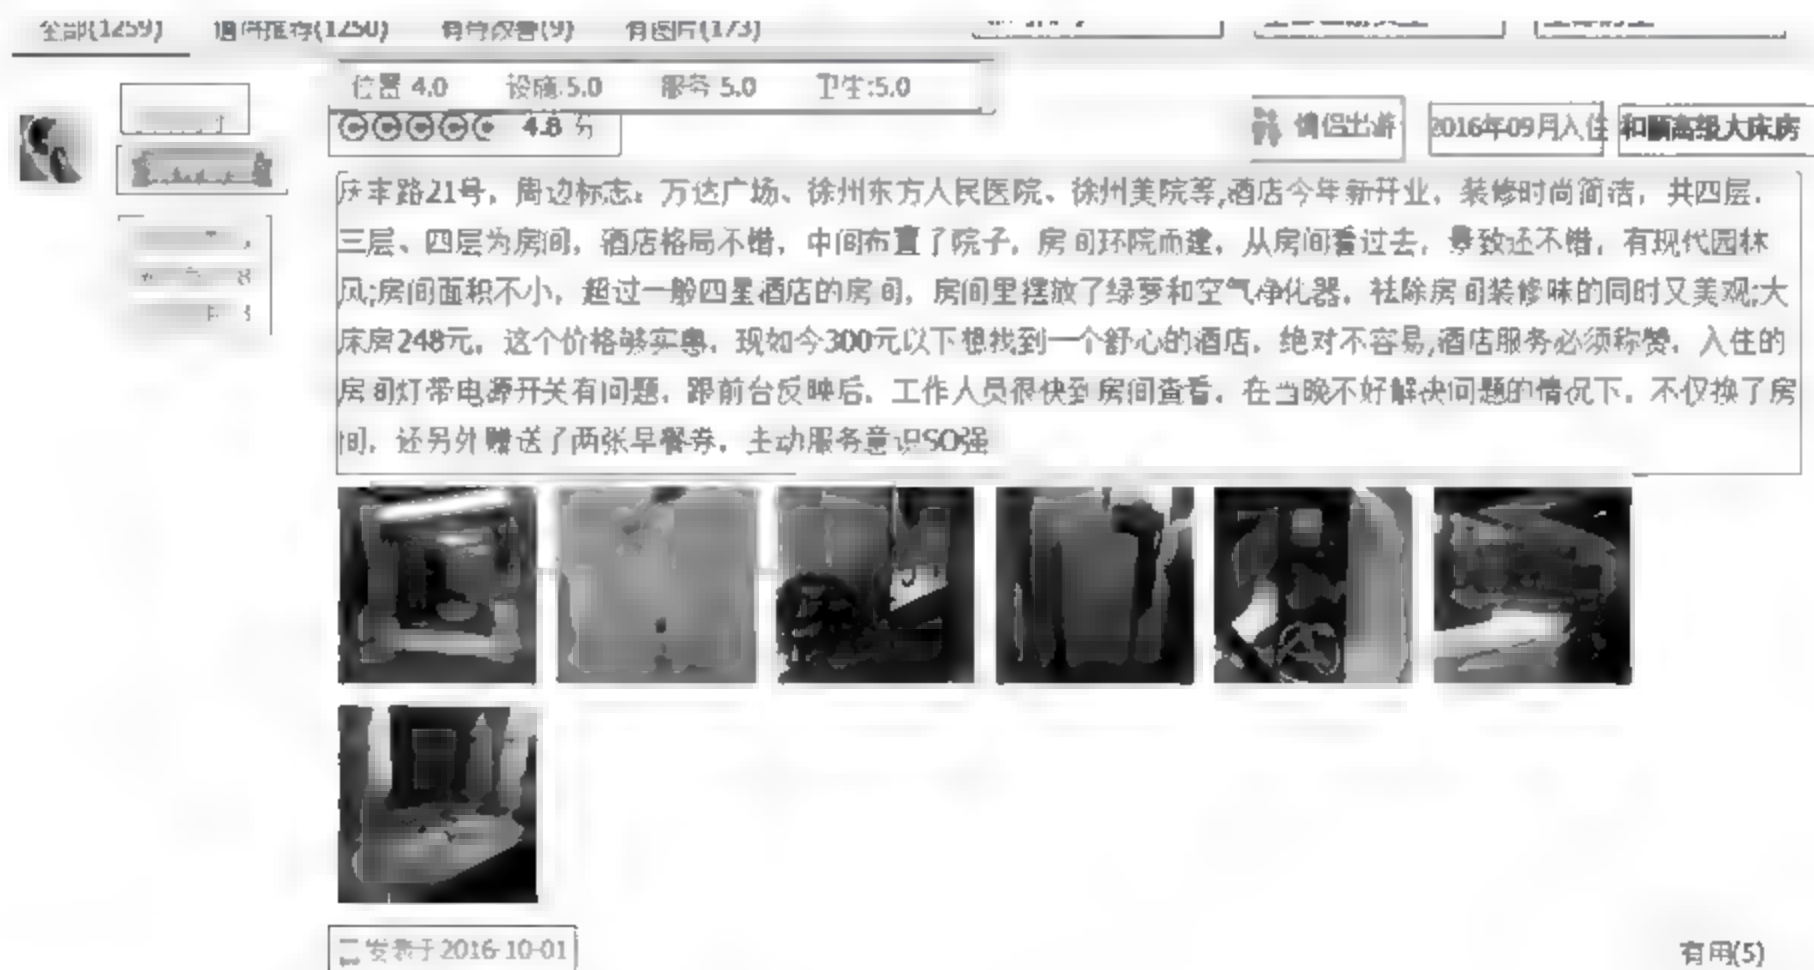 全部(1259) 值得推荐(1250) 有待改善(9) 有图片(173)
位置 4.0 设施 5.0 服务 5.0 卫生:5.0
4.8 分 情侣出游 2016年09月入住 和颐高级大床房
庆丰路21号，周边标志：万达广场、徐州东方人民医院、徐州美院等,酒店今年新开业，装修时尚简洁，共四层，
三层、四层为房间，酒店格局不错，中间布置了院子，房间环院而建，从房间看过去，景致还不错，有现代园林
风;房间面积不小，超过一般四星酒店的房间，房间里摆放了绿萝和空气净化器，祛除房间装修味的同时又美观;大
床房248元，这个价格够实惠，现如今300元以下想找到一个舒心的酒店，绝对不容易,酒店服务必须称赞，入住的
房间灯带电源开关有问题，跟前台反映后，工作人员很快到房间查看，在当晚不好解决问题的情况下，不仅换了房
间，还另外赠送了两张早餐券，主动服务意识SO强
发表于 2016-10-01
有用(5)